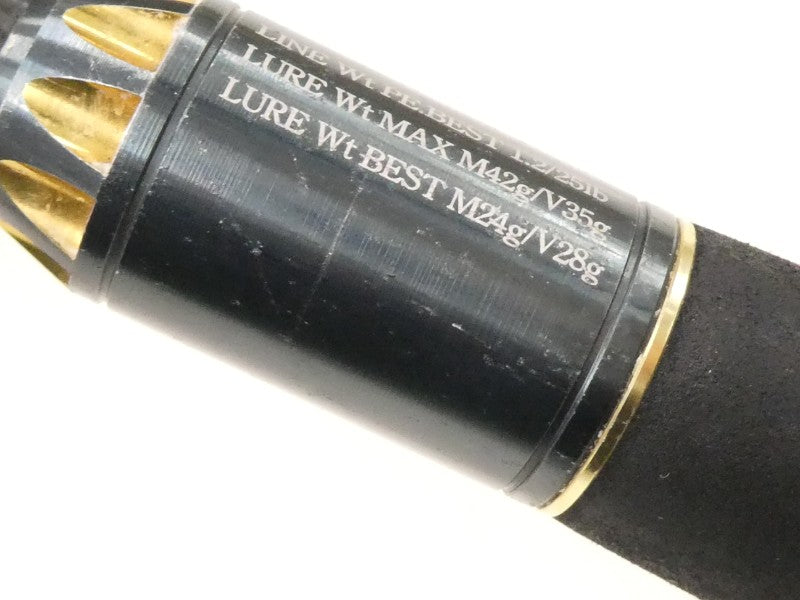 LINE Wt PE.BEST 1.2/25lb
LURE Wt MAX M42g/V35g
LURE Wt BEST M24g/V28g